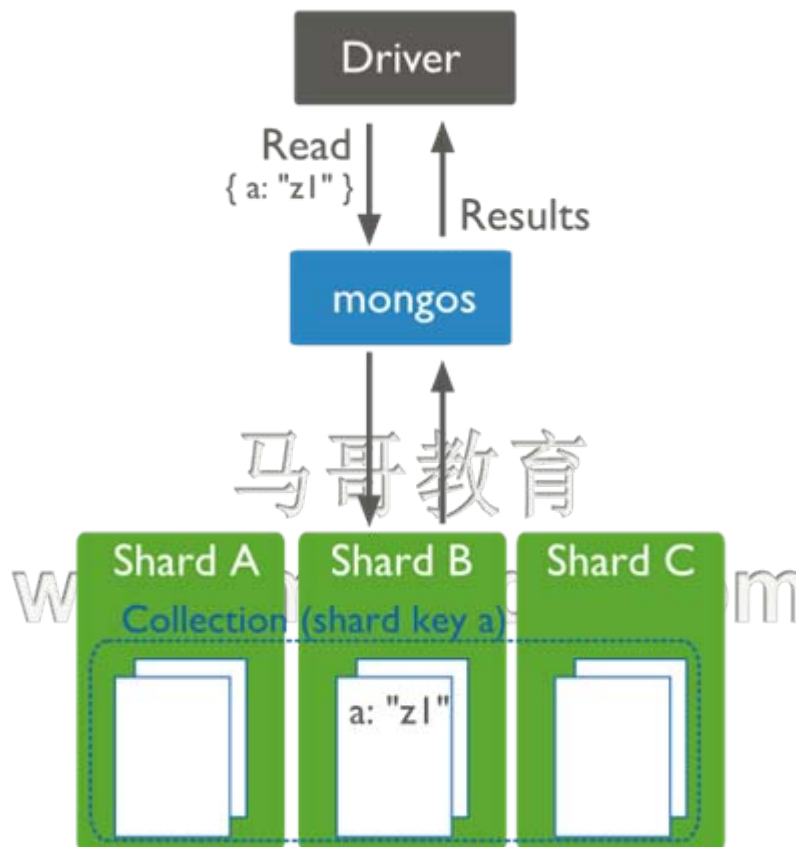 Driver
Read
{ a: "z1" }
Results
mongos
马哥教育
Shard A
Shard B
Shard C
Collection (shard key a)
a: "z1"